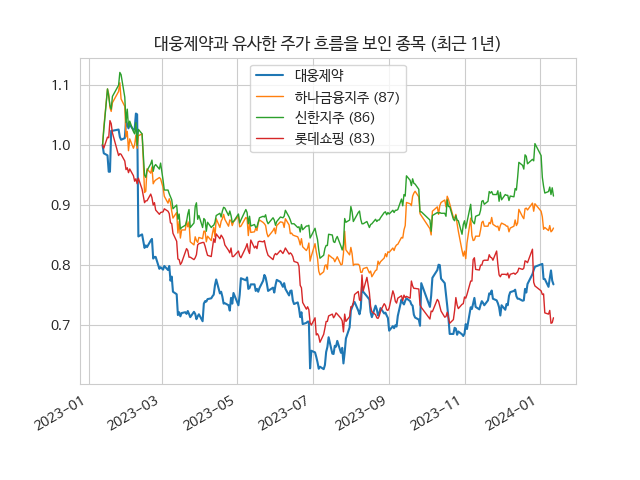 대웅제약과 유사한 주가 흐름을 보인 종목 (최근 1년)
대웅제약
하나금융지주 (87)
신한지주 (86)
롯데쇼핑 (83)
1.1
1.0
0.9
0.8
0.7
2023-01
2023-03
2023-05
2023-07
2023-09
2023-11
2024-01